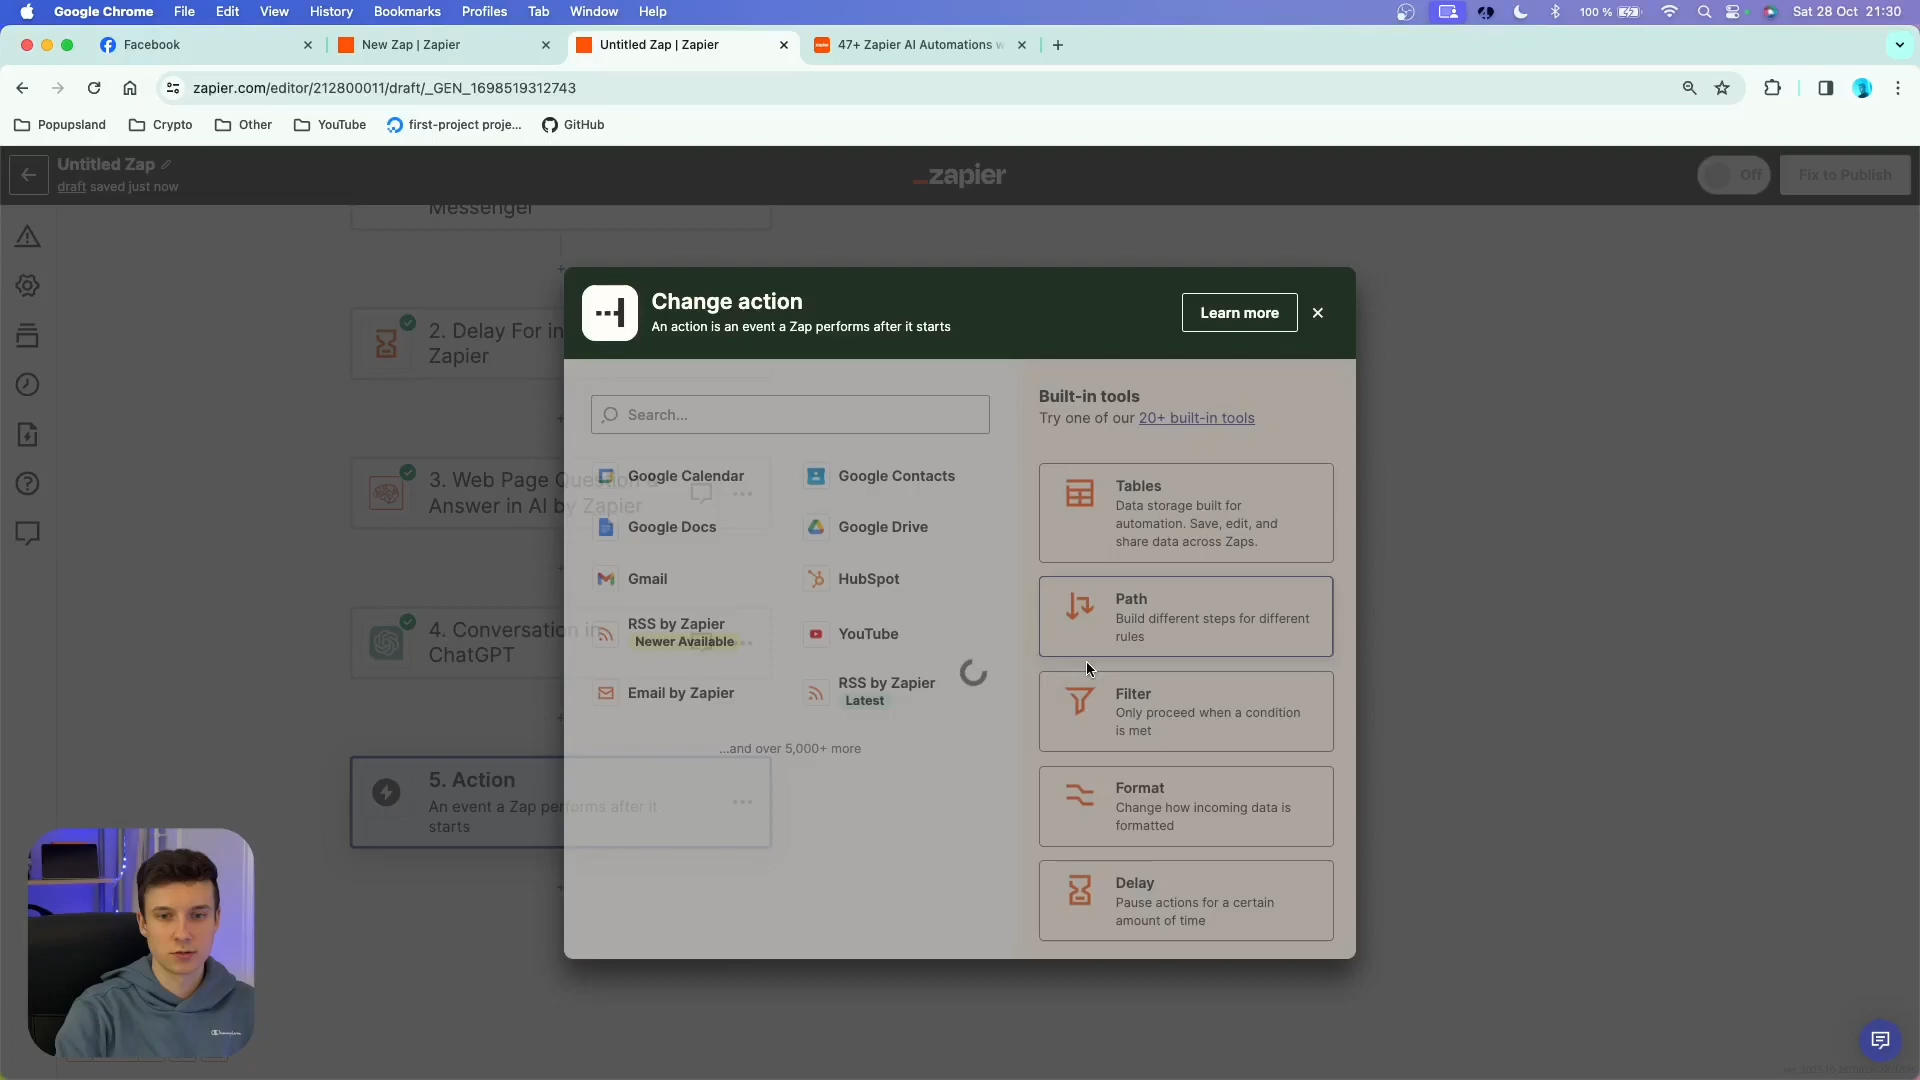 Google Chrome File Edit View History Bookmarks Profiles Tab Window Help 100 % Sat 28 Oct 21:30
Facebook New Zap | Zapier Untitled Zap | Zapier 47+ Zapier AI Automations w
zapier.com/editor/212800011/draft/_GEN_1698519312743
Popupsland Crypto Other YouTube first-project proje... GitHub
Untitled Zap
draft saved just now
_zapier
Off
Fix to Publish
Messenger
2. Delay For in
Zapier
3. Web Page Question &
Answer in AI by Zapier
4. Conversation in
ChatGPT
5. Action
An event a Zap performs after it
starts
Change action
An action is an event a Zap performs after it starts
Learn more
Search...
Google Calendar
Google Contacts
Google Docs
Google Drive
Gmail
HubSpot
RSS by Zapier
Newer Available
YouTube
Email by Zapier
RSS by Zapier
Latest
...and over 5,000+ more
Built-in tools
Try one of our 20+ built-in tools
Tables
Data storage built for
automation. Save, edit, and
share data across Zaps.
Path
Build different steps for different
rules
Filter
Only proceed when a condition
is met
Format
Change how incoming data is
formatted
Delay
Pause actions for a certain
amount of time
Champion